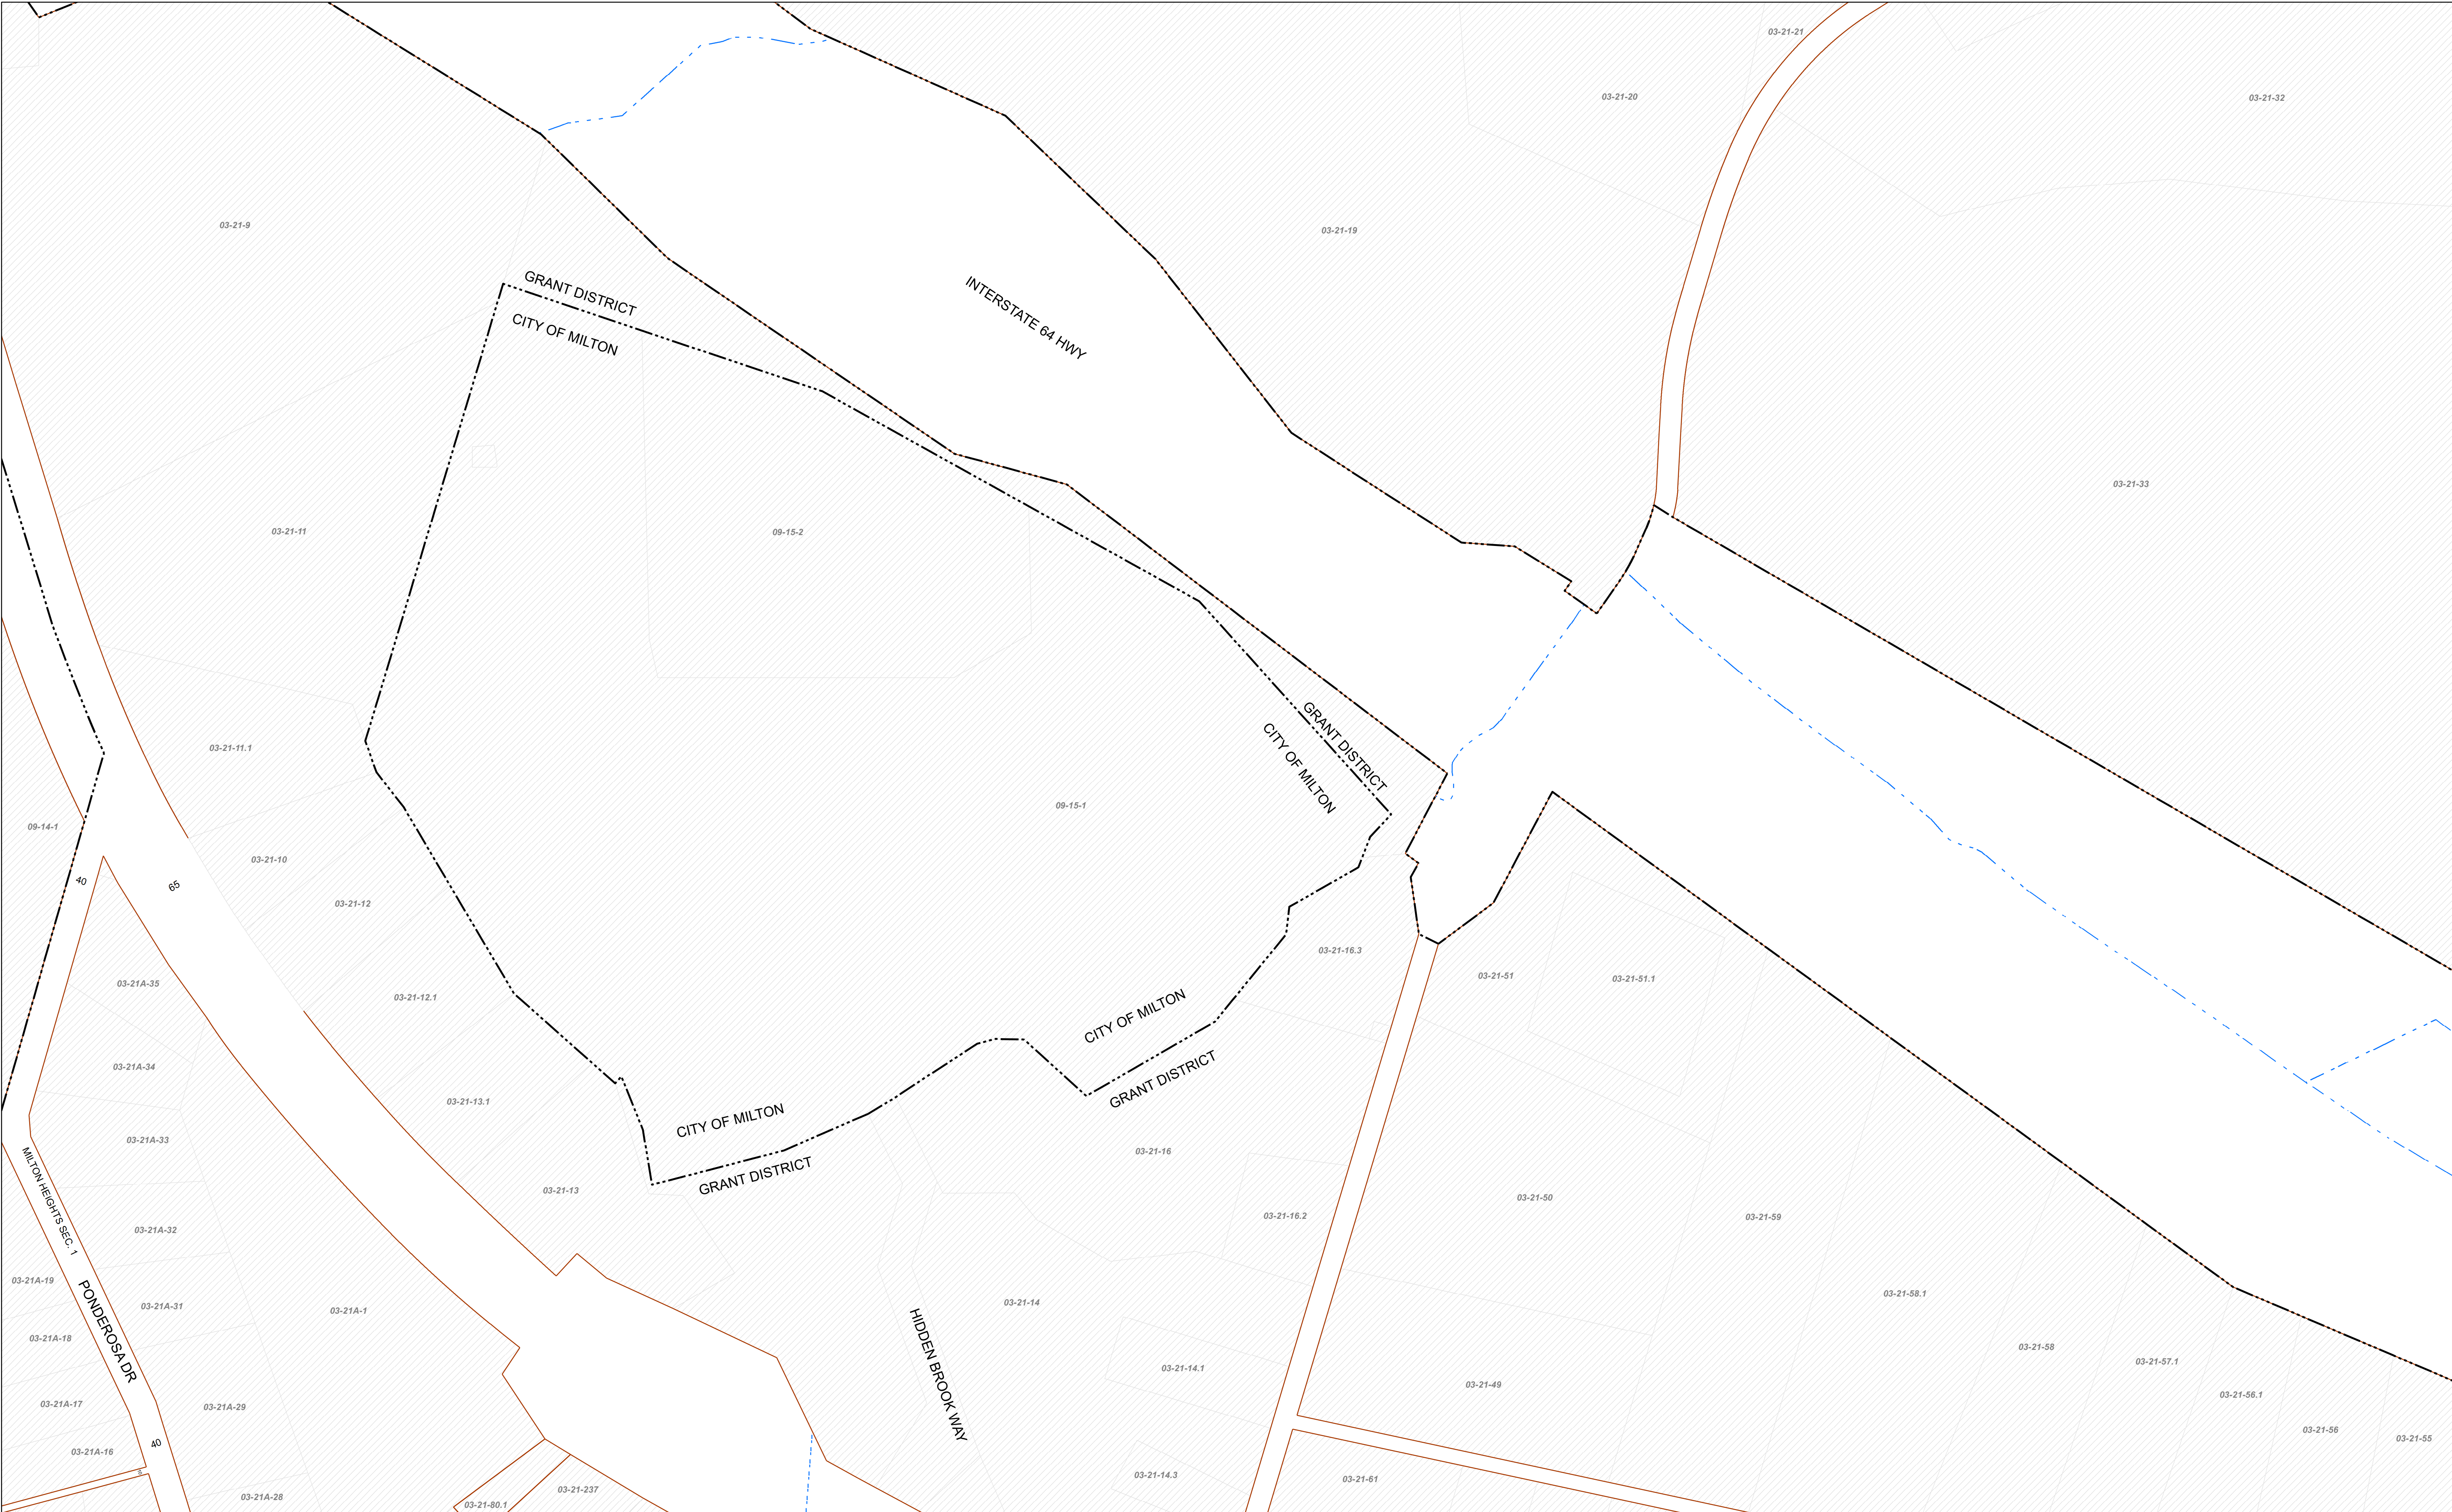 03-21-21
03-21-20
03-21-32
03-21-9
03-21-19
GRANT DISTRICT
CITY OF MILTON
INTERSTATE 64 HWY
03-21-33
03-21-11
09-15-2
03-21-11.1
GRANT DISTRICT
CITY OF MILTON
09-15-1
09-14-1
03-21-10
40
65
03-21-12
03-21-16.3
03-21-51
03-21-51.1
03-21A-35
03-21-12.1
CITY OF MILTON
GRANT DISTRICT
03-21A-34
03-21-13.1
CITY OF MILTON
GRANT DISTRICT
03-21A-33
03-21-16
MILTON HEIGHTS SEC. 1
03-21-13
03-21-50
03-21-16.2
03-21-59
03-21A-32
03-21A-19
03-21A-31
03-21A-1
03-21-14
03-21-58.1
PONDEROSA DR
HIDDEN BROOK WAY
03-21A-18
03-21-58
03-21-57.1
03-21-14.1
03-21-49
03-21-56.1
03-21A-17
03-21A-29
03-21-56
03-21-55
40
03-21A-16
03-21-14.3
03-21-61
03-21-237
03-21A-28
03-21-80.1